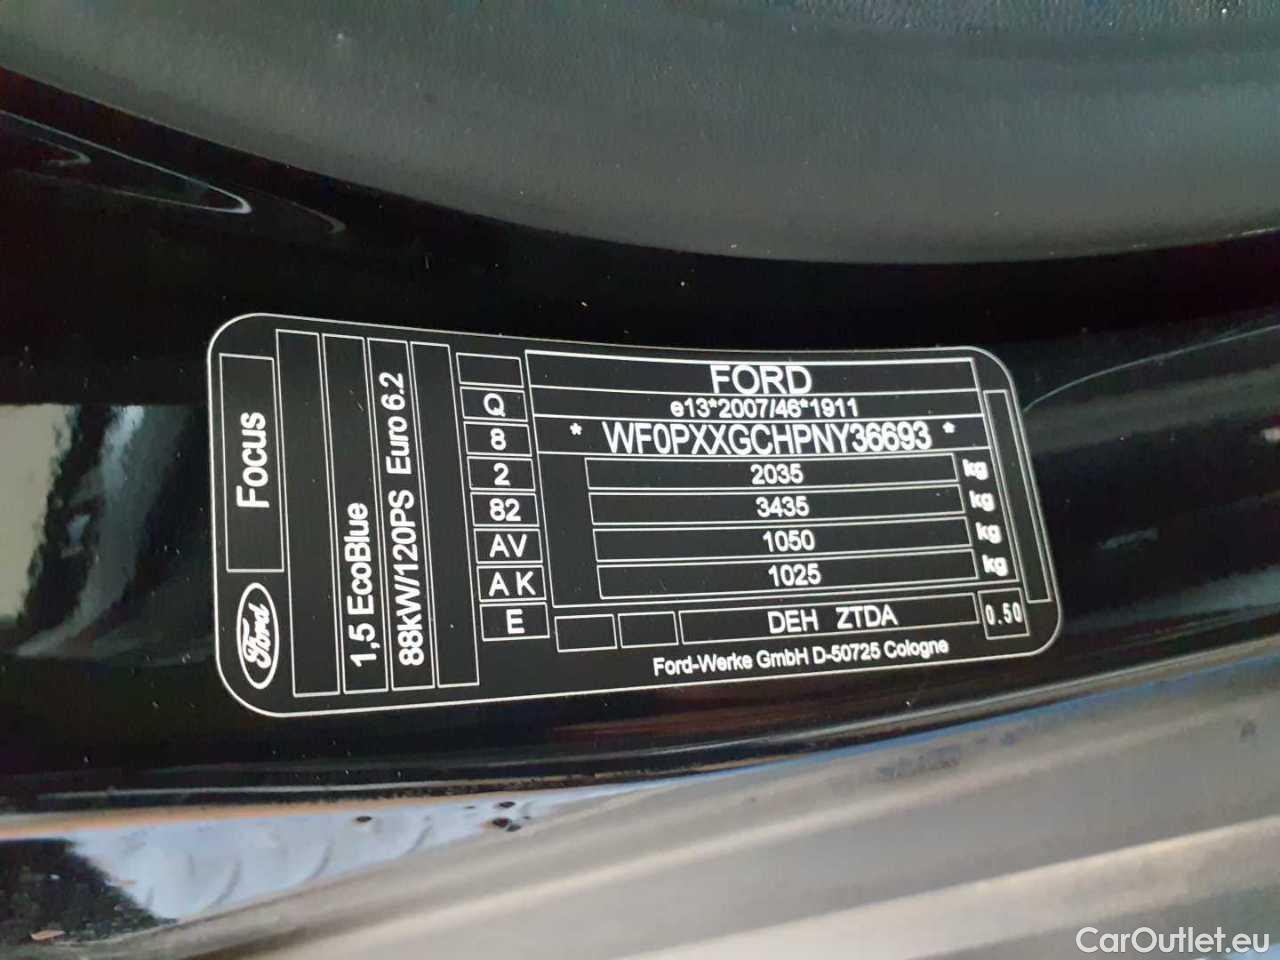 FORD
e13*2007/46*1911
* WF0PXXGCHPNY36693 *
2035 kg
3435 kg
1050 kg
1025 kg
DEH ZTDA
0.50
Ford-Werke GmbH D-50725 Cologne
Q
8
2
82
AV
A K
E
88kW/120PS Euro 6.2
1,5 EcoBlue
Focus
Ford
CarOutlet.eu